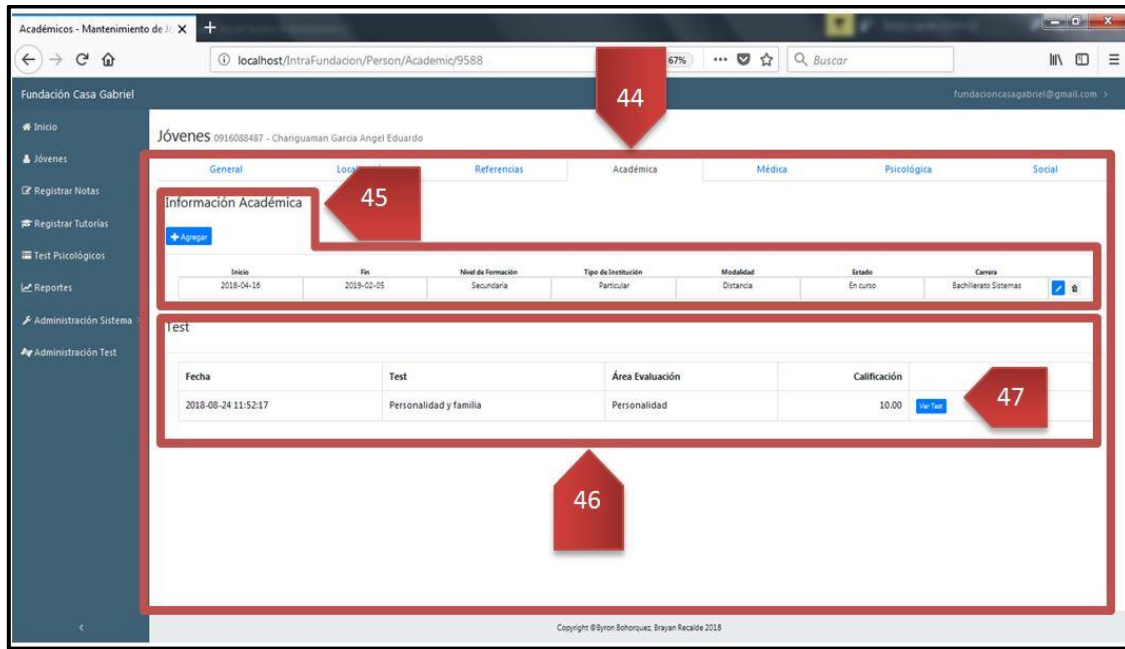 Académicos - Mantenimiento de Jó
localhost/IntraFundacion/Person/Academic/9588
67%
Buscar
Fundación Casa Gabriel
fundacioncasagabriel@gmail.com
44
Inicio
Jóvenes
Registrar Notas
Registrar Tutorías
Test Psicológicos
Reportes
Administración Sistema
Administración Test
Jóvenes 0916088487 - Chariguaman Garcia Angel Eduardo
General Referencias Académica Médica Psicológica Social
Información Académica
45
Agregar
Inicio Fin Nivel de Formación Tipo de Institución Modalidad Estado Carrera
2018-04-16 2019-02-05 Secundaria Particular Distancia En curso Bachillerato Sistemas
Test
Fecha Test Área Evaluación Calificación
2018-08-24 11:52:17 Personalidad y familia Personalidad 10.00 Ver Test
47
46
Copyright ©Byron Bohorquez, Brayan Recalde 2018